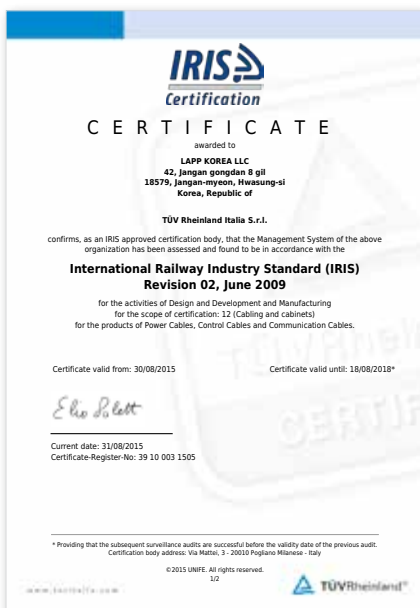 IRIS
Certification
CERTIFICATE
awarded to
LAPP KOREA LLC
42, Jangan gongdan 8 gil
18579, Jangan-myeon, Hwasung-si
Korea, Republic of
TÜV Rheinland Italia S.r.l.
confirms, as an IRIS approved certification body, that the Management System of the above
organization has been assessed and found to be in accordance with the
International Railway Industry Standard (IRIS)
Revision 02, June 2009
for the activities of Design and Development and Manufacturing
for the scope of certification: 12 (Cabling and cabinets)
for the products of Power Cables, Control Cables and Communication Cables.
Certificate valid from: 30/08/2015 Certificate valid until: 18/08/2018*
Current date: 31/08/2015
Certificate-Register-No: 39 10 003 1505
* Providing that the subsequent surveillance audits are successful before the validity date of the previous audit.
Certification body address: Via Mattei, 3 - 20010 Pogliano Milanese - Italy
©2015 UNIFE. All rights reserved.
1/2
TÜVRheinland®